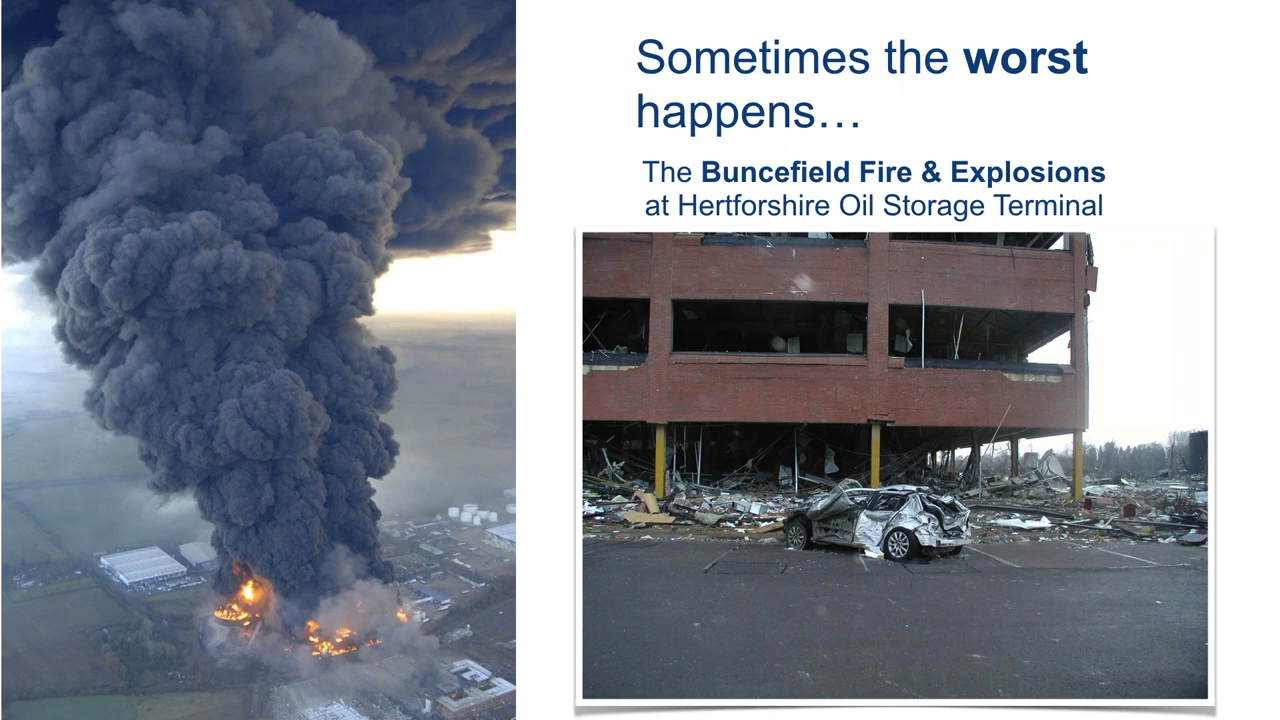 Sometimes the worst
happens…
The Buncefield Fire & Explosions
at Hertforshire Oil Storage Terminal